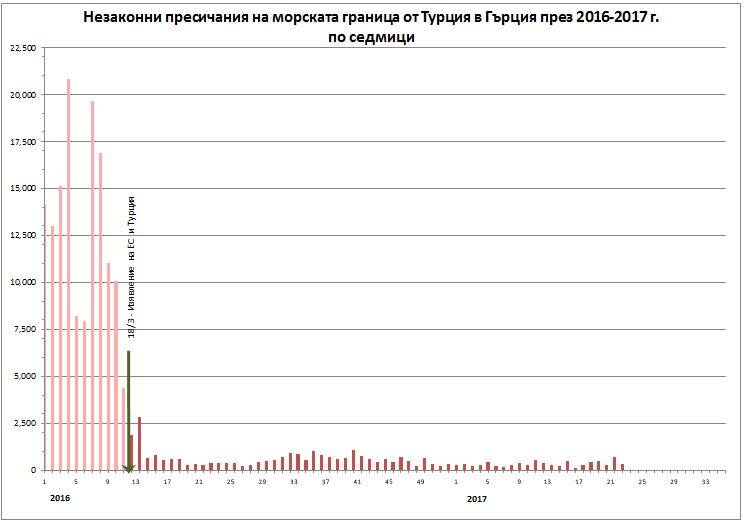 Незаконни пресичания на морската граница от Турция в Гърция през 2016-2017 г.
по седмици
22,500
20,000
17,500
15,000
12,500
10,000
7,500
5,000
2,500
0
18/3 - Изявление на ЕС и Турция
1 5 9 13 17 21 25 29 33 37 41 45 49 1 5 9 13 17 21 25 29 33
2016 2017